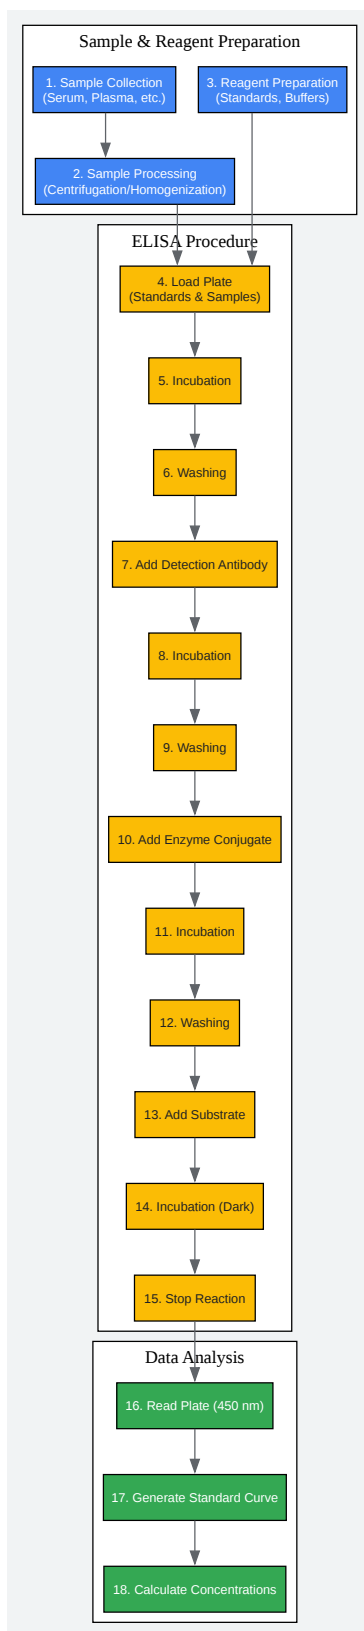 Sample & Reagent Preparation
1. Sample Collection
(Serum, Plasma, etc.)
3. Reagent Preparation
(Standards, Buffers)
2. Sample Processing
(Centrifugation/Homogenization)
ELISA Procedure
4. Load Plate
(Standards & Samples)
5. Incubation
6. Washing
7. Add Detection Antibody
8. Incubation
9. Washing
10. Add Enzyme Conjugate
11. Incubation
12. Washing
13. Add Substrate
14. Incubation (Dark)
15. Stop Reaction
Data Analysis
16. Read Plate (450 nm)
17. Generate Standard Curve
18. Calculate Concentrations